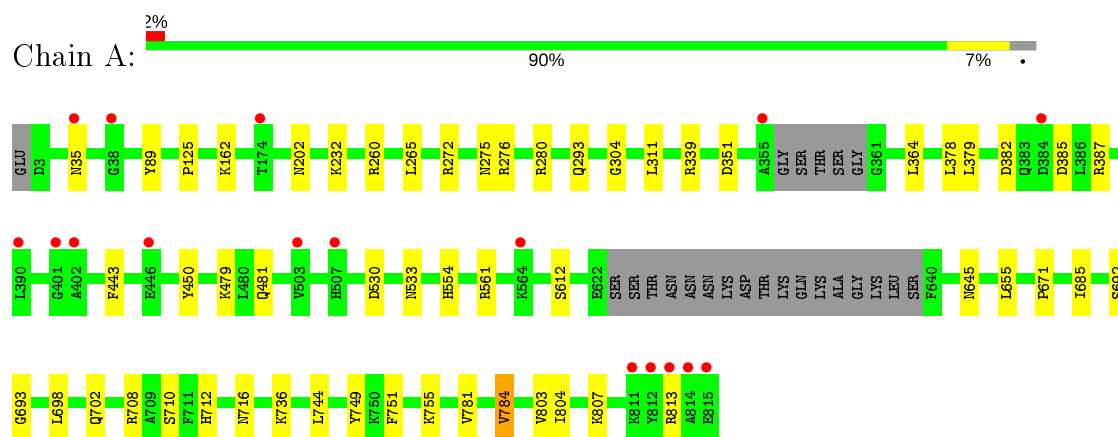 2%
Chain A:
90% 7% •
GLU D3 N35 G38 Y89 P125 K162 T174 N202 K232 R260 L265 R272 N275 R276 R280 Q293 G304 L311 R339 D351 A355 GLY SER THR SER GLY G361 L364 L378 L379 D382 Q383 D384 D385 L386 R387
L390 G401 A402 F443 E446 Y450 K479 L480 Q481 V503 H507 D530 N533 H554 R561 K564 S612 E622 SER SER THR ASN ASN ASN LYS ASP THR LYS GLN LYS ALA GLY LYS LEU SER F640 N645 L655 P671 I685 S692
G693 L698 Q702 R708 A709 S710 F711 H712 N716 K736 L744 Y749 K750 F751 K755 V781 V784 V803 I804 K807 K811 Y812 R813 A814 E815